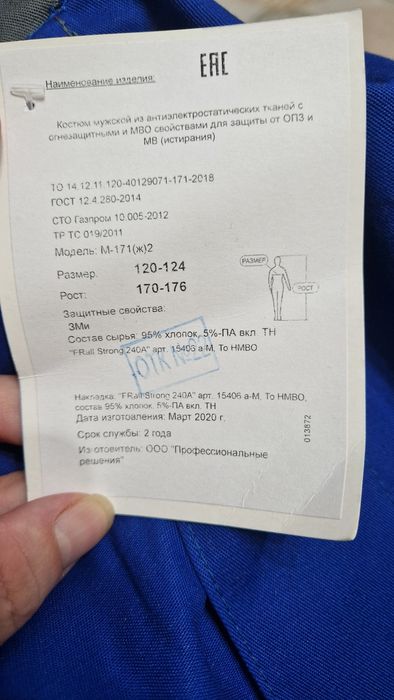 EAC
Наименование изделия:
Костюм мужской из антиэлектростатических тканей с
огнезащитными и МВО свойствами для защиты от ОПЗ и
МВ (истирания)
ТО 14.12.11.120-40129071-171-2018
ГОСТ 12.4.280-2014
СТО Газпром 10.005-2012
ТР ТС 019/2011
Модель: М-171(ж)2
Размер: 120-124
Рост: 170-176
РАЗМЕР
РОСТ
Защитные свойства:
ЗМи
Состав сырья: 95% хлопок, 5%-ПА вкл. ТН
"FRall Strong 240A" арт. 15406 а-М, То НМВО
ОТК №22
Накладка: "FRall Strong 240A" арт. 15406 а-М, То НМВО,
состав 95% хлопок, 5%-ПА вкл. ТН
Дата изготовления: Март 2020 г.
Срок службы: 2 года
Изготовитель: ООО "Профессиональные
решения"
013872